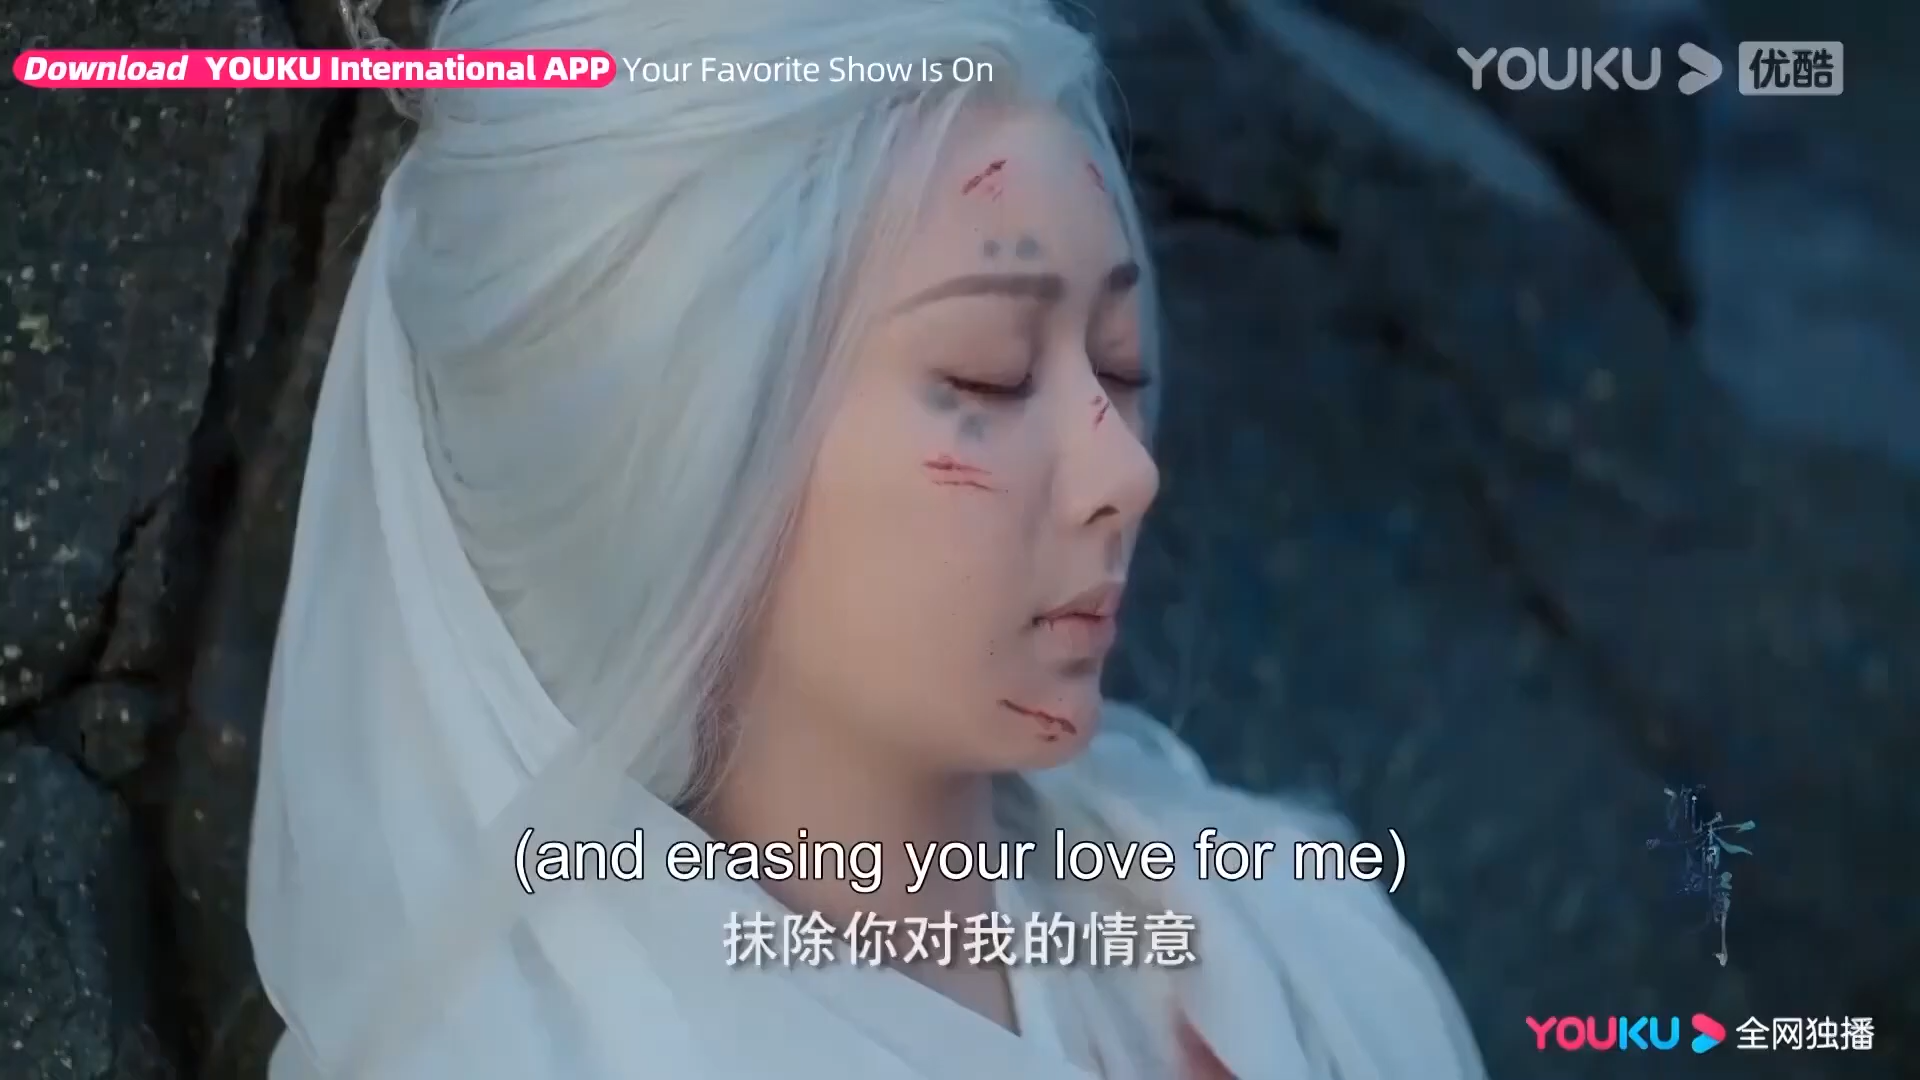 Download YOUKU International APP Your Favorite Show Is On
YOUKU 优酷
(and erasing your love for me)
抹除你对我的情意
YOUKU 全网独播